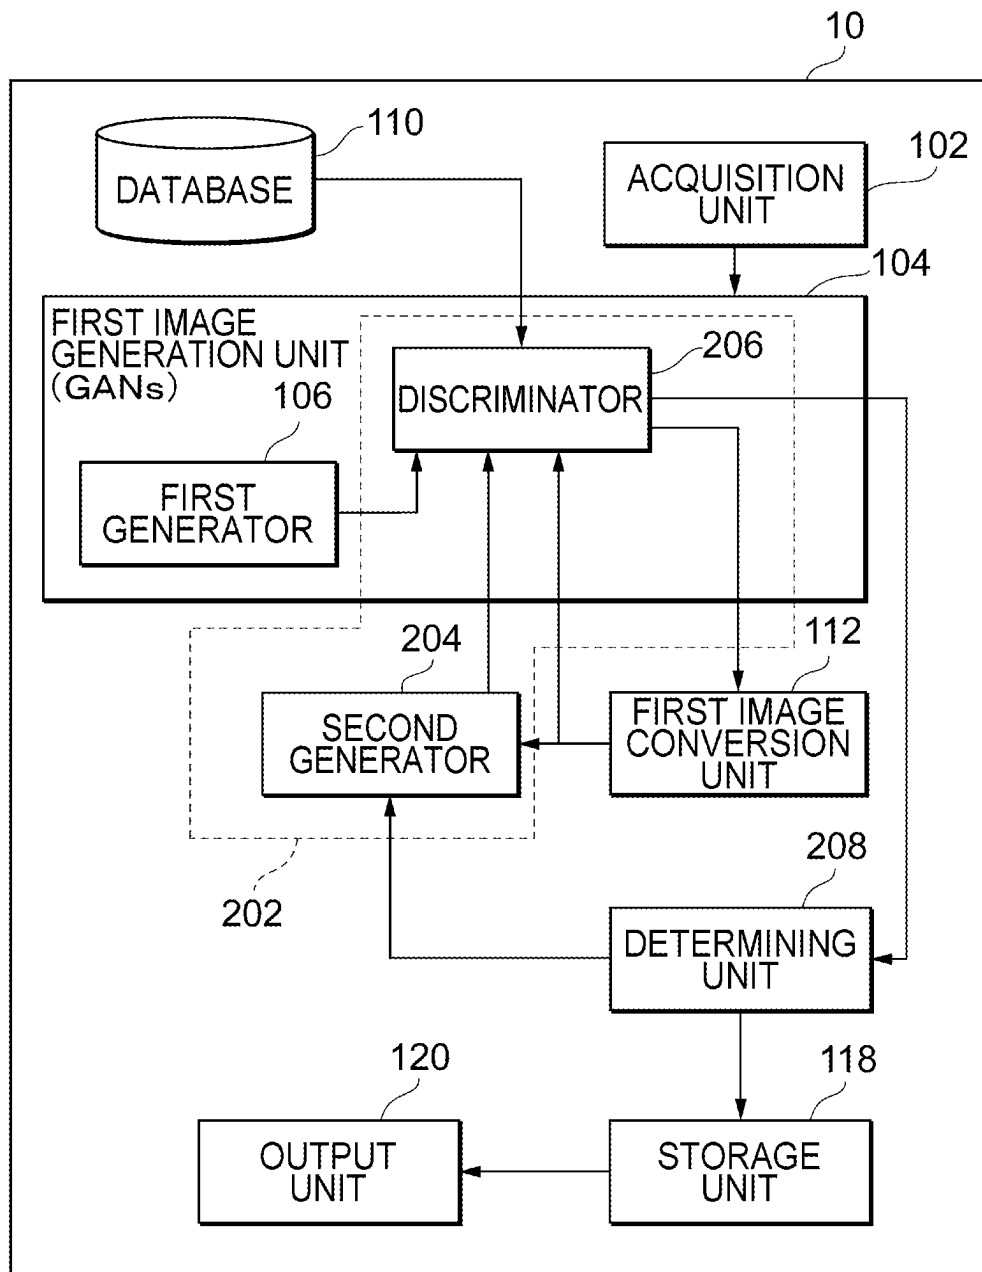 10
110
DATABASE
102
ACQUISITION
UNIT
104
FIRST IMAGE
GENERATION UNIT
(GANs)
206
DISCRIMINATOR
106
FIRST
GENERATOR
204
SECOND
GENERATOR
112
FIRST IMAGE
CONVERSION
UNIT
202
208
DETERMINING
UNIT
120
OUTPUT
UNIT
118
STORAGE
UNIT